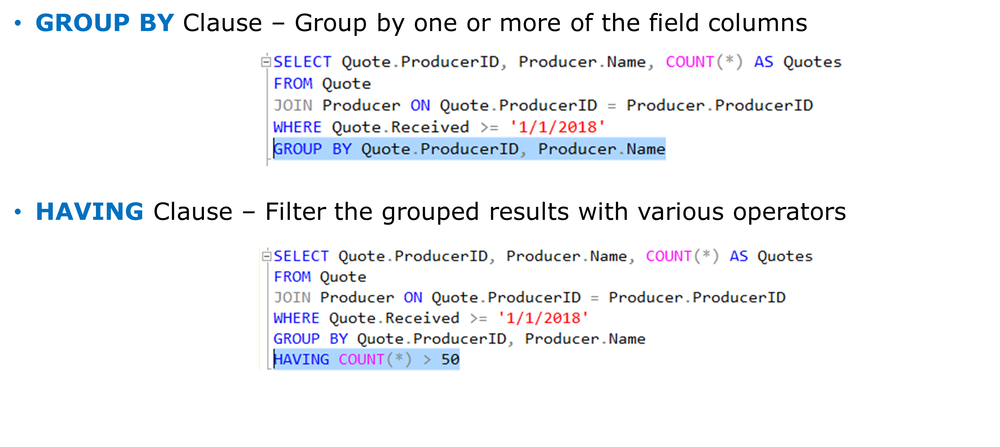 • GROUP BY Clause – Group by one or more of the field columns
SELECT Quote.ProducerID, Producer.Name, COUNT(*) AS Quotes
FROM Quote
JOIN Producer ON Quote.ProducerID = Producer.ProducerID
WHERE Quote.Received >= '1/1/2018'
GROUP BY Quote.ProducerID, Producer.Name
• HAVING Clause – Filter the grouped results with various operators
SELECT Quote.ProducerID, Producer.Name, COUNT(*) AS Quotes
FROM Quote
JOIN Producer ON Quote.ProducerID = Producer.ProducerID
WHERE Quote.Received >= '1/1/2018'
GROUP BY Quote.ProducerID, Producer.Name
HAVING COUNT(*) > 50